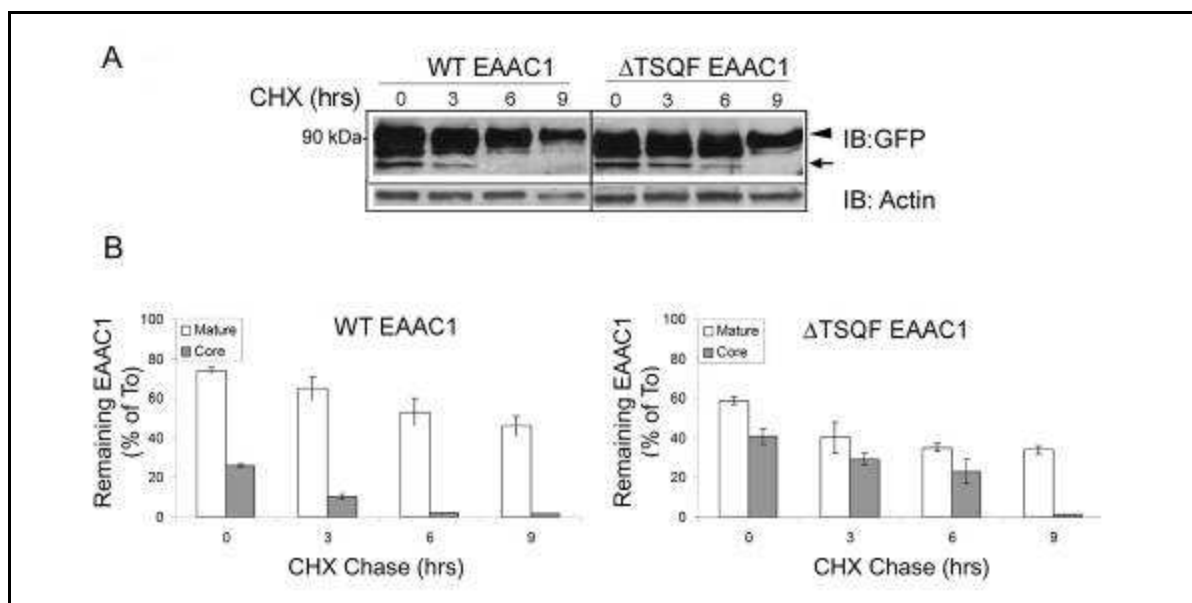 A
WT EAAC1
ΔTSQF EAAC1
CHX (hrs)
0 3 6 9
0 3 6 9
90 kDa-
IB:GFP
IB: Actin
B
Remaining EAAC1
(% of To)
100
80
60
40
20
0
Mature
Core
WT EAAC1
0 3 6 9
CHX Chase (hrs)
Remaining EAAC1
(% of To)
100
80
60
40
20
0
Mature
Core
ΔTSQF EAAC1
0 3 6 9
CHX Chase (hrs)